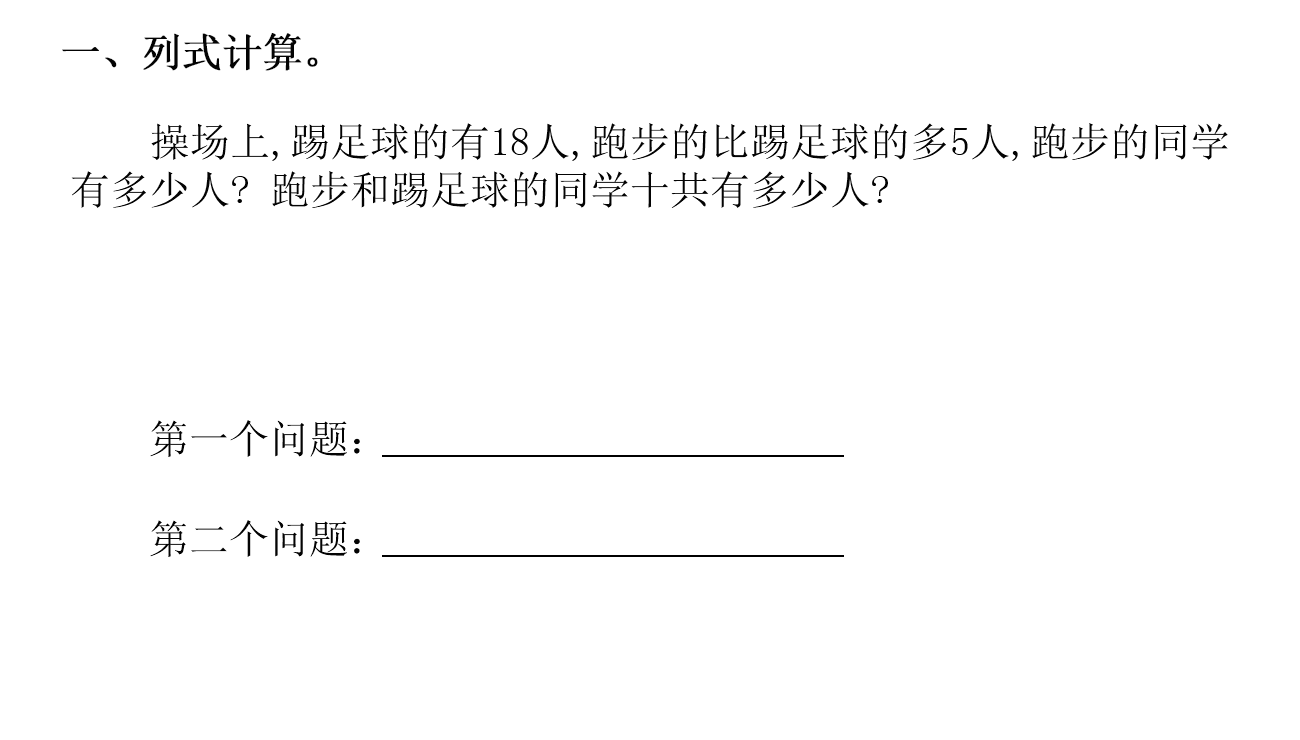 一、列式计算。
操场上,踢足球的有18人,跑步的比踢足球的多5人,跑步的同学
有多少人? 跑步和踢足球的同学十共有多少人?
第一个问题：
第二个问题：